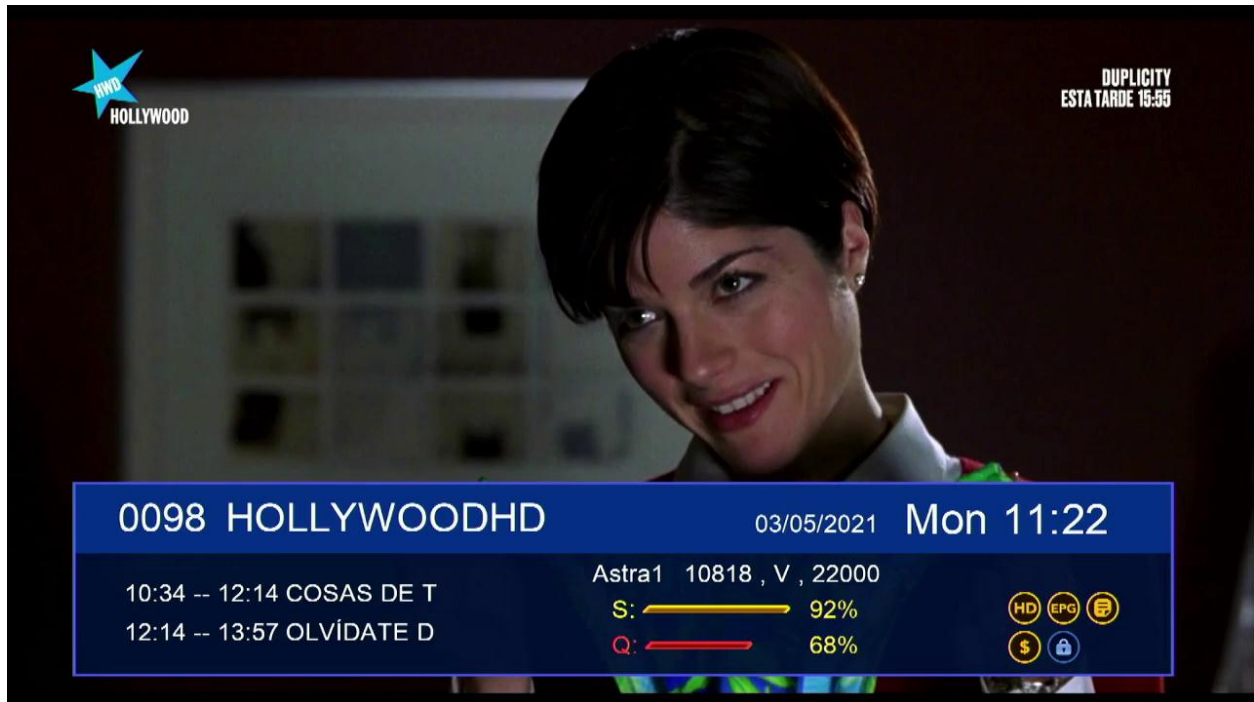 HWD
HOLLYWOOD
DUPLICITY
ESTA TARDE 15:55
0098 HOLLYWOODHD 03/05/2021 Mon 11:22
10:34 -- 12:14 COSAS DE T
12:14 -- 13:57 OLVÍDATE D
Astra1 10818 , V , 22000
S: 92%
Q: 68%
HD EPG
$